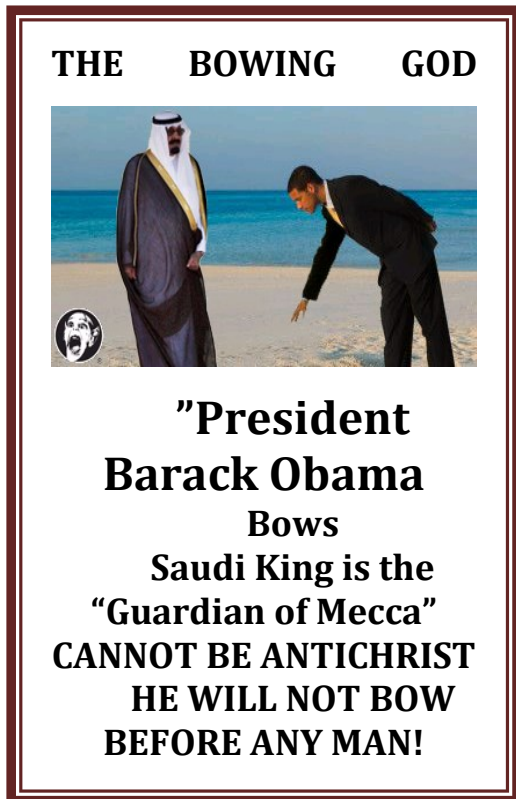 THE BOWING GOD
”President
Barack Obama
Bows
Saudi King is the
“Guardian of Mecca”
CANNOT BE ANTICHRIST
HE WILL NOT BOW
BEFORE ANY MAN!